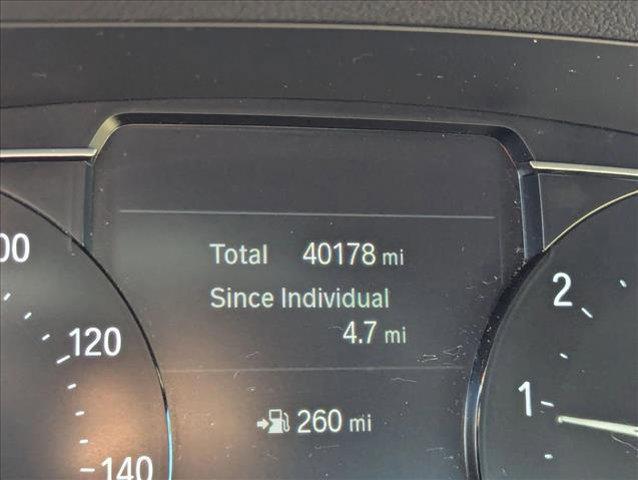 Total 40178 mi
Since Individual
4.7 mi
260 mi
00
120
140
2
1